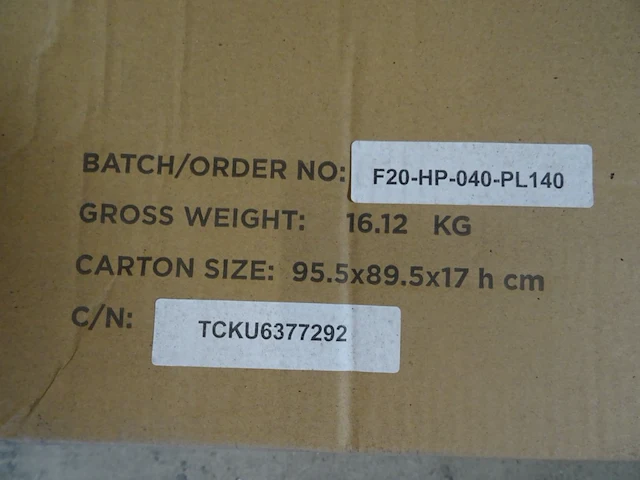 BATCH/ORDER NO: F20-HP-040-PL140
GROSS WEIGHT: 16.12 KG
CARTON SIZE: 95.5x89.5x17 h cm
C/N: TCKU6377292